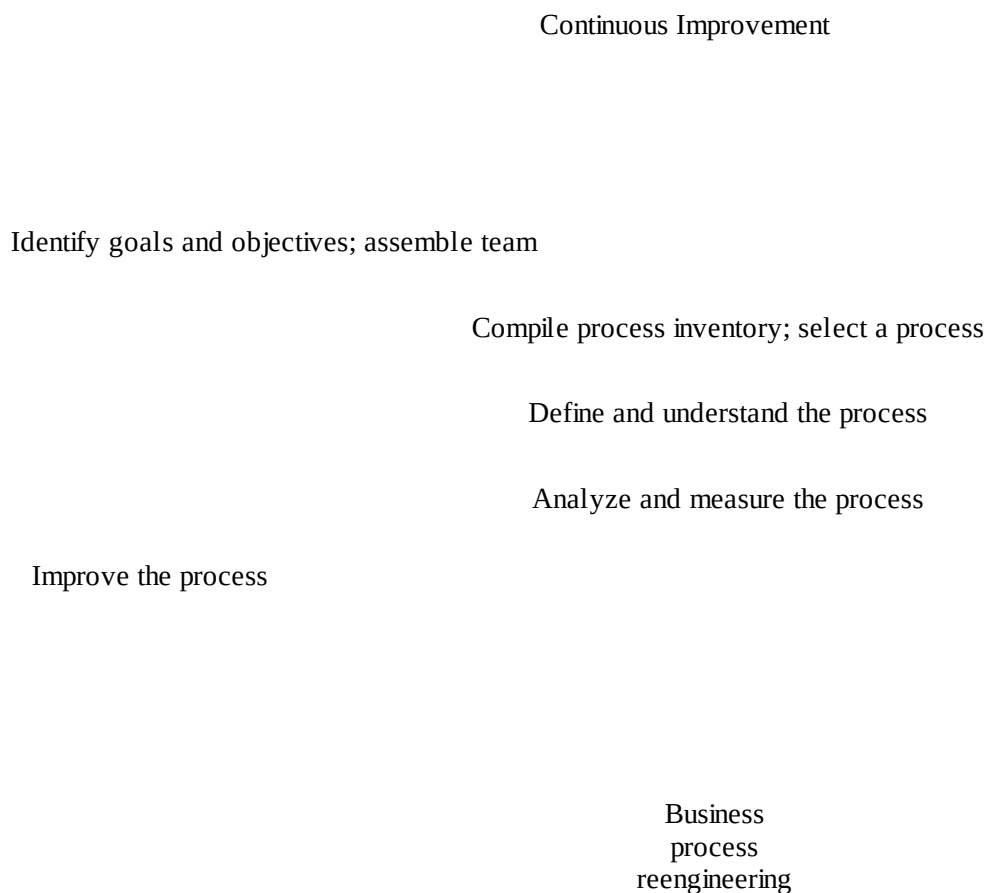 Continuous Improvement
Identify goals and objectives; assemble team
Compile process inventory; select a process
Define and understand the process
Analyze and measure the process
Improve the process
Business
process
reengineering